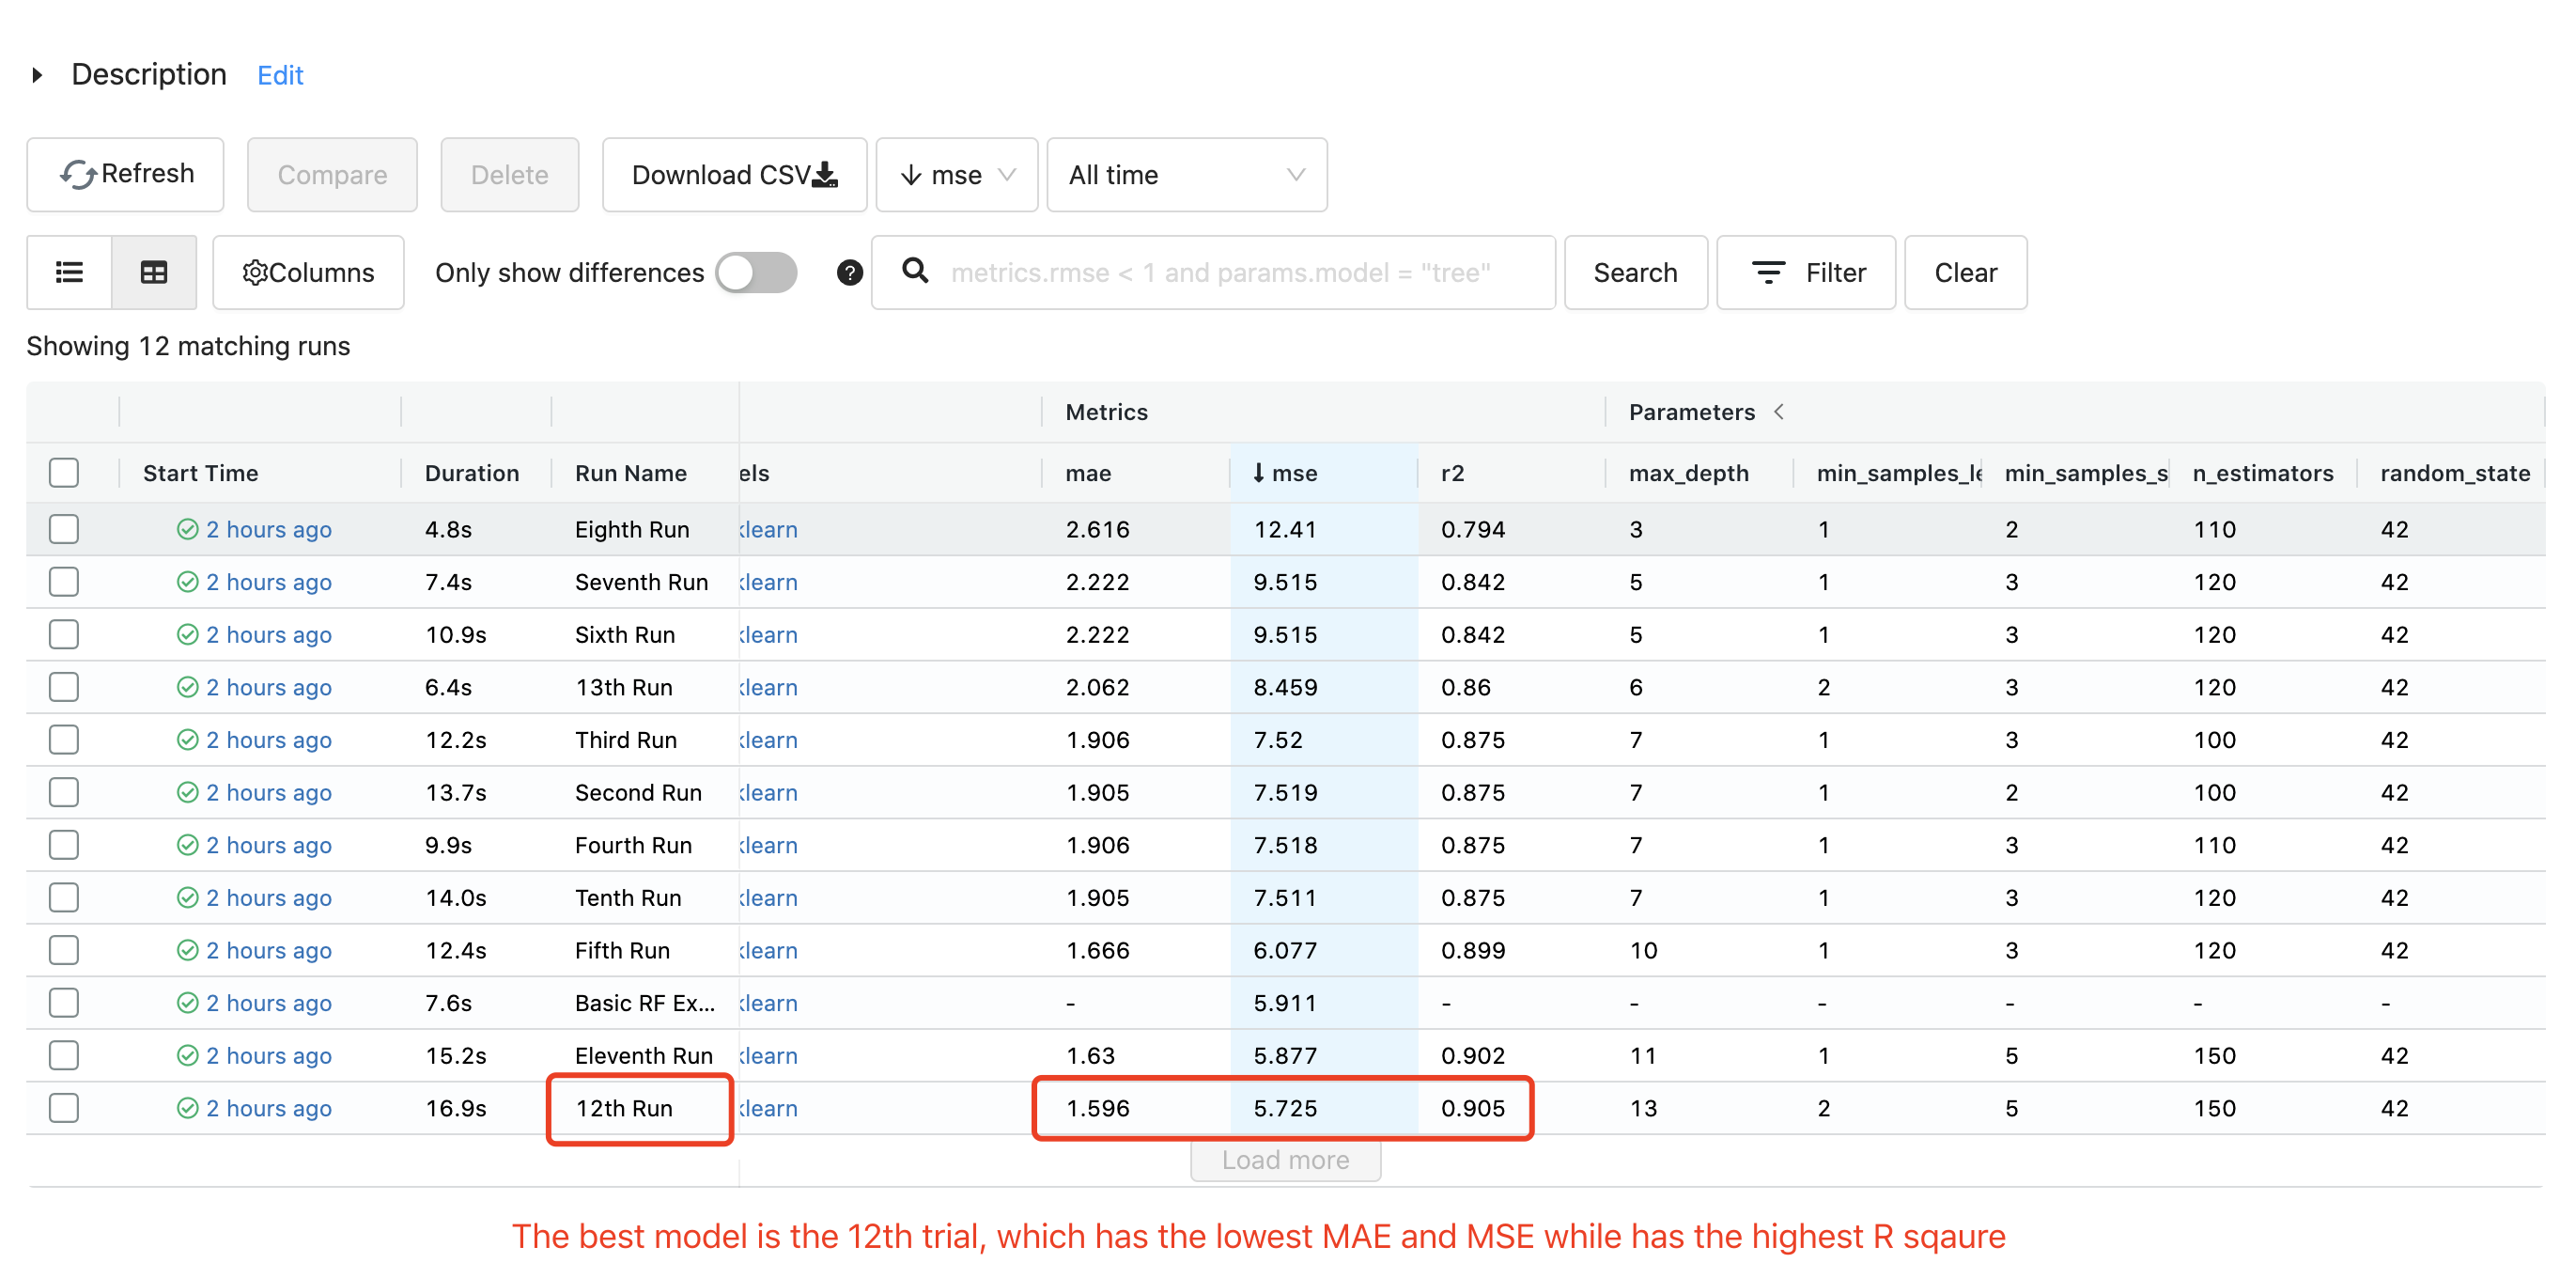 Description Edit
Refresh Compare Delete Download CSV mse All time
Columns Only show differences ? metrics.rmse < 1 and params.model = "tree" Search Filter Clear
Showing 12 matching runs
Metrics Parameters
Start Time Duration Run Name els mae mse r2 max_depth min_samples_le min_samples_s n_estimators random_state
2 hours ago 4.8s Eighth Run klearn 2.616 12.41 0.794 3 1 2 110 42
2 hours ago 7.4s Seventh Run klearn 2.222 9.515 0.842 5 1 3 120 42
2 hours ago 10.9s Sixth Run klearn 2.222 9.515 0.842 5 1 3 120 42
2 hours ago 6.4s 13th Run klearn 2.062 8.459 0.86 6 2 3 120 42
2 hours ago 12.2s Third Run klearn 1.906 7.52 0.875 7 1 3 100 42
2 hours ago 13.7s Second Run klearn 1.905 7.519 0.875 7 1 2 100 42
2 hours ago 9.9s Fourth Run klearn 1.906 7.518 0.875 7 1 3 110 42
2 hours ago 14.0s Tenth Run klearn 1.905 7.511 0.875 7 1 3 120 42
2 hours ago 12.4s Fifth Run klearn 1.666 6.077 0.899 10 1 3 120 42
2 hours ago 7.6s Basic RF Ex... klearn - 5.911 - - - - - -
2 hours ago 15.2s Eleventh Run klearn 1.63 5.877 0.902 11 1 5 150 42
2 hours ago 16.9s 12th Run klearn 1.596 5.725 0.905 13 2 5 150 42
Load more
The best model is the 12th trial, which has the lowest MAE and MSE while has the highest R sqaure